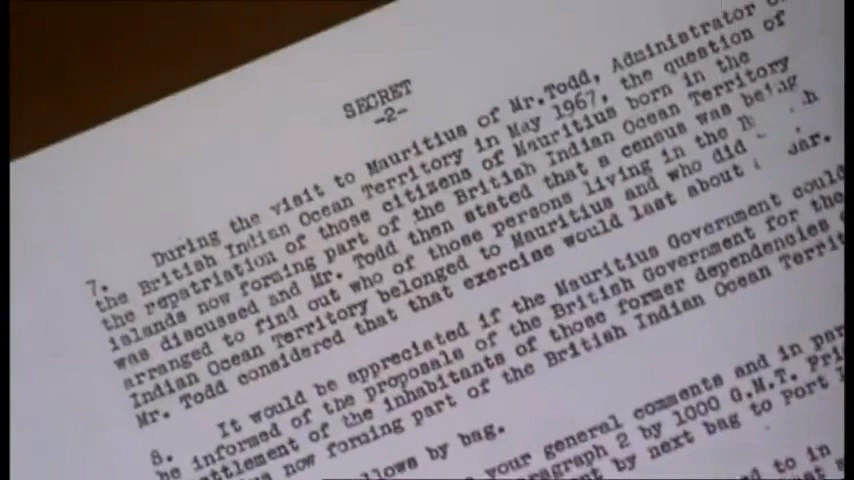 SECRET
-2-
7. During the visit to Mauritius of Mr.Todd, Administrator
the British Indian Ocean Territory in May 1967, the question of
the repatriation of those citizens of Mauritius born in the
islands now forming part of the British Indian Ocean Territory
was discussed and Mr. Todd then stated that a census was being
arranged to find out who of those persons living in the
Indian Ocean Territory belonged to Mauritius and who did
Mr. Todd considered that exercise would last about
8. It would be appreciated if the Mauritius Government could
be informed of the proposals of the British Government for the
ttlement of the inhabitants of those former dependencies
now forming part of the British Indian Ocean Territ
llows by bag.
your general comments and in par
ragraph 2 by 1000 G.M.T. Fri
by next bag to Port
to in